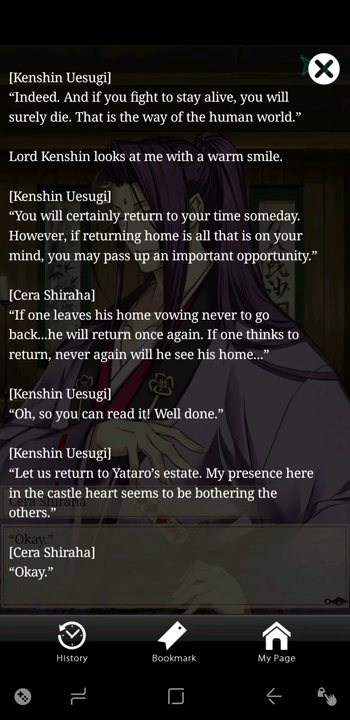 [Kenshin Uesugi]
“Indeed. And if you fight to stay alive, you will
surely die. That is the way of the human world.”
Lord Kenshin looks at me with a warm smile.
[Kenshin Uesugi]
“You will certainly return to your time someday.
However, if returning home is all that is on your
mind, you may pass up an important opportunity.”
[Cera Shiraha]
“If one leaves his home vowing never to go
back...he will return once again. If one thinks to
return, never again will he see his home...”
[Kenshin Uesugi]
“Oh, so you can read it! Well done.”
[Kenshin Uesugi]
“Let us return to Yataro’s estate. My presence here
in the castle heart seems to be bothering the
others.”
Cera Shiraha
“Okay.”
[Cera Shiraha]
“Okay.”
History
Bookmark
My Page